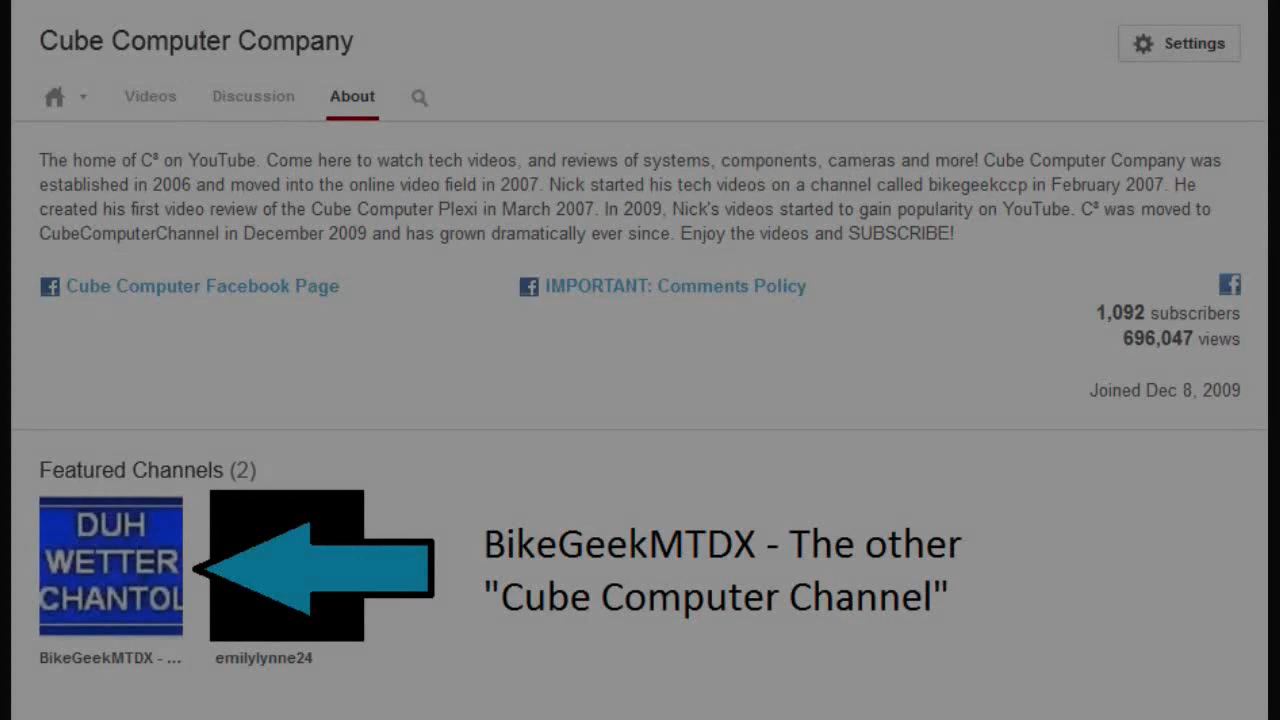 Cube Computer Company
Settings
Videos Discussion About
The home of C³ on YouTube. Come here to watch tech videos, and reviews of systems, components, cameras and more! Cube Computer Company was
established in 2006 and moved into the online video field in 2007. Nick started his tech videos on a channel called bikegeekccp in February 2007. He
created his first video review of the Cube Computer Plexi in March 2007. In 2009, Nick's videos started to gain popularity on YouTube. C³ was moved to
CubeComputerChannel in December 2009 and has grown dramatically ever since. Enjoy the videos and SUBSCRIBE!
Cube Computer Facebook Page
IMPORTANT: Comments Policy
1,092 subscribers
696,047 views
Joined Dec 8, 2009
Featured Channels (2)
DUH
WETTER
CHANTOL
BikeGeekMTDX - ...
emilylynne24
BikeGeekMTDX - The other
"Cube Computer Channel"